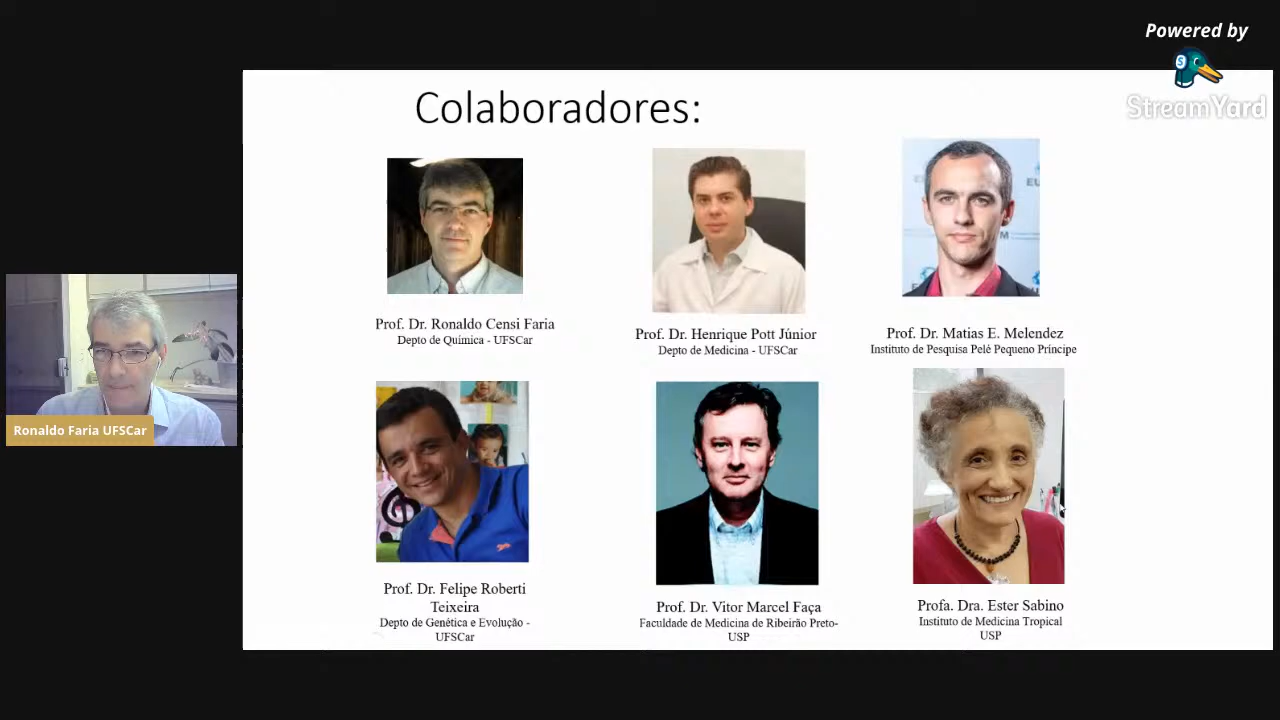 Powered by
StreamYard
Colaboradores:
Prof. Dr. Ronaldo Censi Faria
Depto de Química - UFSCar
Prof. Dr. Henrique Pott Júnior
Depto de Medicina - UFSCar
Prof. Dr. Matias E. Melendez
Instituto de Pesquisa Pelé Pequeno Príncipe
Ronaldo Faria UFSCar
Prof. Dr. Felipe Roberti
Teixeira
Depto de Genética e Evolução -
UFSCar
Prof. Dr. Vitor Marcel Faça
Faculdade de Medicina de Ribeirão Preto-
USP
Profa. Dra. Ester Sabino
Instituto de Medicina Tropical
USP